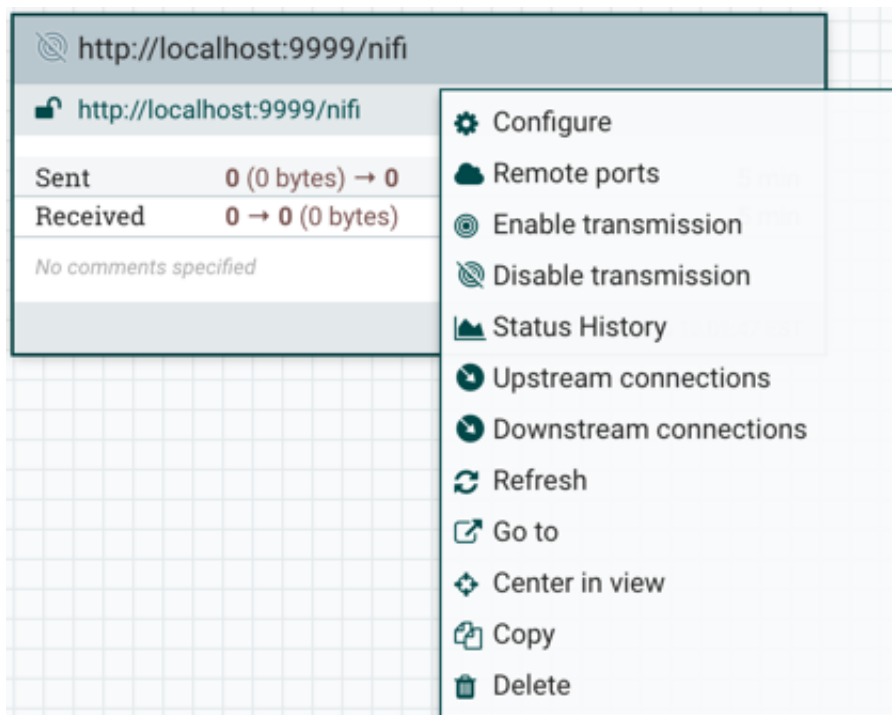 http://localhost:9999/nifi
http://localhost:9999/nifi
Sent 0 (0 bytes) → 0
Received 0 → 0 (0 bytes)
No comments specified
Configure
Remote ports
Enable transmission
Disable transmission
Status History
Upstream connections
Downstream connections
Refresh
Go to
Center in view
Copy
Delete